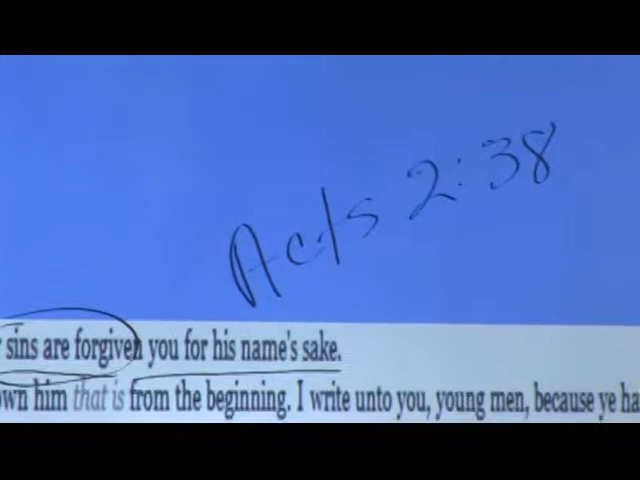 Acts 2:38
sins are forgiven you for his name's sake.
own him that is from the beginning. I write unto you, young men, because ye ha